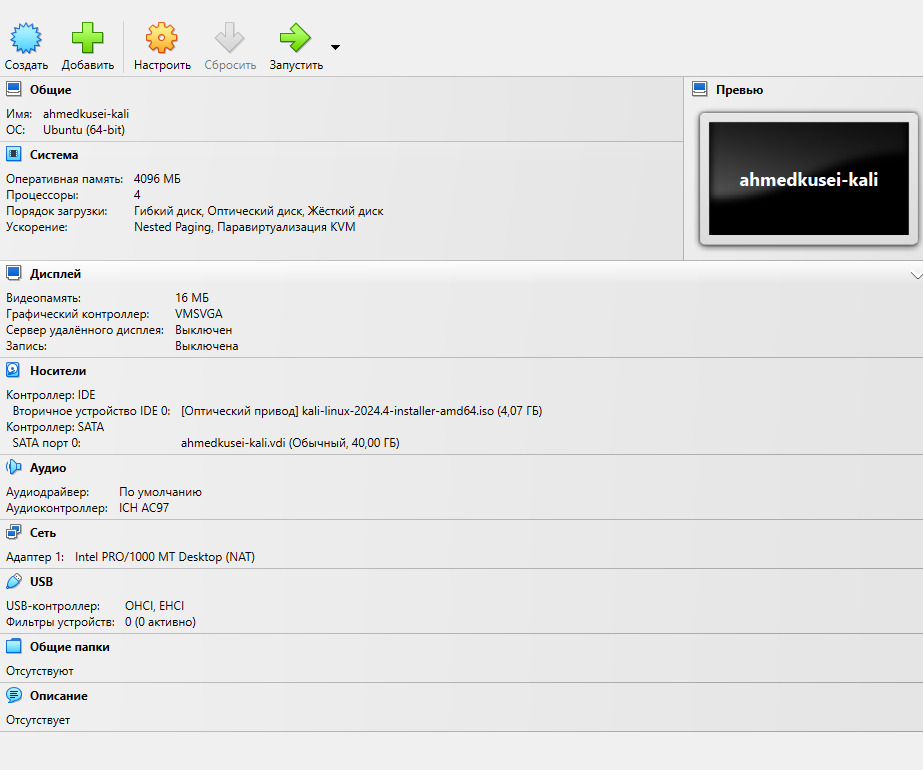 Создать Добавить Настроить Сбросить Запустить
Общие
Имя: ahmedkusei-kali
ОС: Ubuntu (64-bit)
Превью
ahmedkusei-kali
Система
Оперативная память: 4096 МБ
Процессоры: 4
Порядок загрузки: Гибкий диск, Оптический диск, Жёсткий диск
Ускорение: Nested Paging, Паравиртуализация KVM
Дисплей
Видеопамять: 16 МБ
Графический контроллер: VMSVGA
Сервер удалённого дисплея: Выключен
Запись: Выключена
Носители
Контроллер: IDE
Вторичное устройство IDE 0: [Оптический привод] kali-linux-2024.4-installer-amd64.iso (4,07 ГБ)
Контроллер: SATA
SATA порт 0: ahmedkusei-kali.vdi (Обычный, 40,00 ГБ)
Аудио
Аудиодрайвер: По умолчанию
Аудиоконтроллер: ICH AC97
Сеть
Адаптер 1: Intel PRO/1000 MT Desktop (NAT)
USB
USB-контроллер: OHCI, EHCI
Фильтры устройств: 0 (0 активно)
Общие папки
Отсутствуют
Описание
Отсутствует